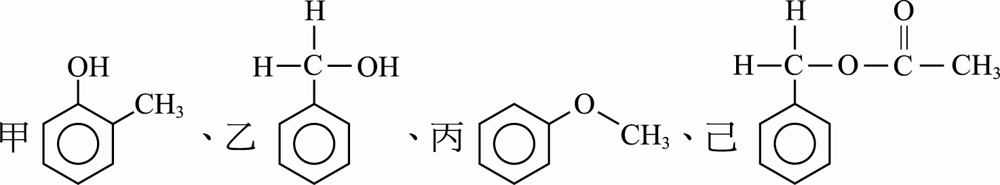 甲 OH CH₃ 、乙 H H—C—OH 、丙 O CH₃ 、己 H O H—C—O—C—CH₃